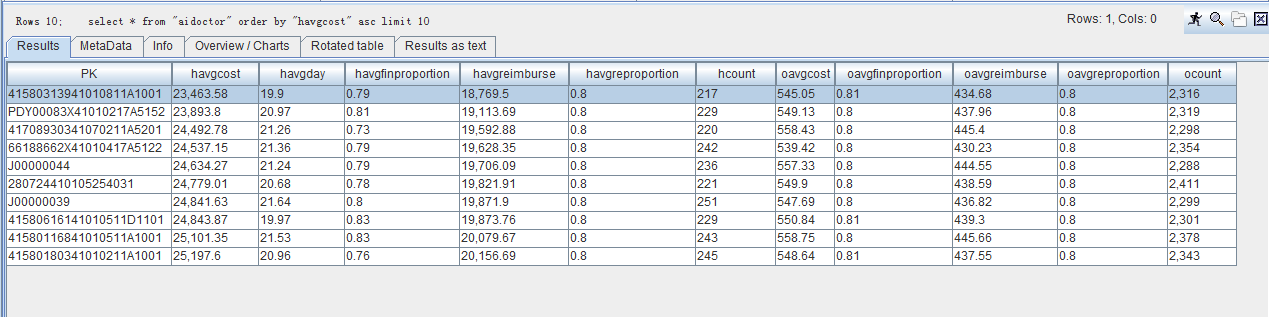 Rows 10; select * from "aidoctor" order by "havgcost" asc limit 10 Rows: 1, Cols: 0
Results MetaData Info Overview / Charts Rotated table Results as text
PK havgcost havgday havgfinproportion havgreimburse havgreproportion hcount oavgcost oavgfinproportion oavgreimburse oavgreproportion ocount
41580313941010811A1001 23,463.58 19.9 0.79 18,769.5 0.8 217 545.05 0.81 434.68 0.8 2,316
PDY00083X41010217A5152 23,893.8 20.97 0.81 19,113.69 0.8 229 549.13 0.8 437.96 0.8 2,319
41708930341070211A5201 24,492.78 21.26 0.73 19,592.88 0.8 220 558.43 0.8 445.4 0.8 2,298
66188662X41010417A5122 24,537.15 21.36 0.79 19,628.35 0.8 242 539.42 0.8 430.23 0.8 2,354
J00000044 24,634.27 21.24 0.79 19,706.09 0.8 236 557.33 0.8 444.55 0.8 2,288
280724410105254031 24,779.01 20.68 0.78 19,821.91 0.8 221 549.9 0.8 438.59 0.8 2,411
J00000039 24,841.63 21.64 0.8 19,871.9 0.8 251 547.69 0.8 436.82 0.8 2,299
41580616141010511D1101 24,843.87 19.97 0.83 19,873.76 0.8 229 550.84 0.81 439.3 0.8 2,301
41580116841010511A1001 25,101.35 21.53 0.83 20,079.67 0.8 243 558.75 0.8 445.66 0.8 2,378
41580180341010211A1001 25,197.6 20.96 0.76 20,156.69 0.8 245 548.64 0.81 437.55 0.8 2,343